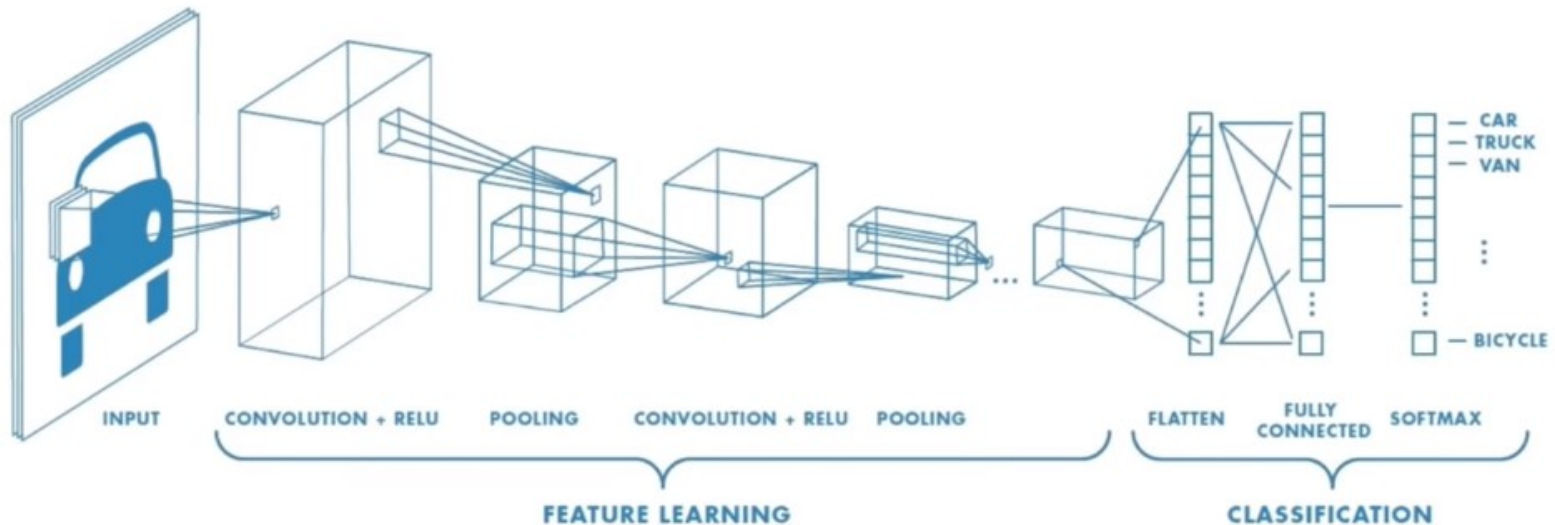 CAR
TRUCK
VAN
BICYCLE
INPUT
CONVOLUTION + RELU
POOLING
CONVOLUTION + RELU
POOLING
FLATTEN
FULLY
CONNECTED
SOFTMAX
FEATURE LEARNING
CLASSIFICATION